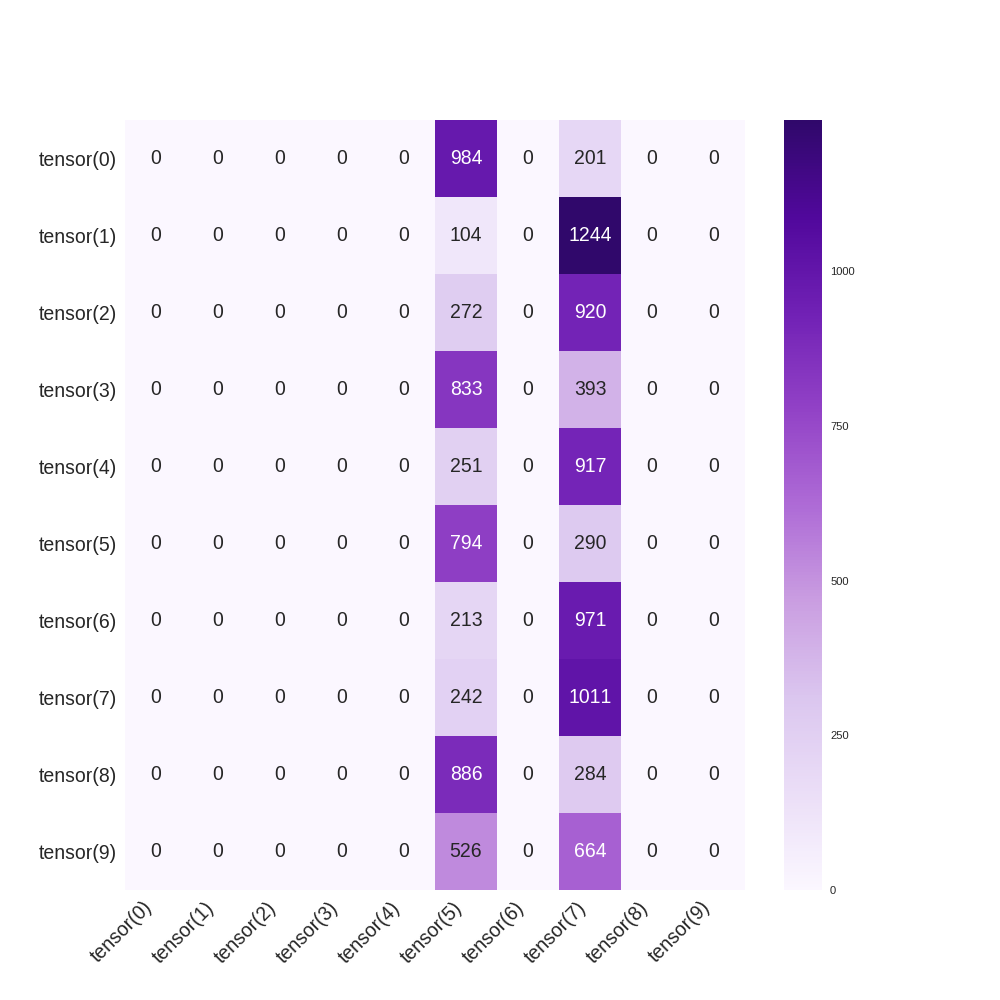 tensor(0) 0 0 0 0 0 984 0 201 0 0
tensor(1) 0 0 0 0 0 104 0 1244 0 0
tensor(2) 0 0 0 0 0 272 0 920 0 0
tensor(3) 0 0 0 0 0 833 0 393 0 0
tensor(4) 0 0 0 0 0 251 0 917 0 0
tensor(5) 0 0 0 0 0 794 0 290 0 0
tensor(6) 0 0 0 0 0 213 0 971 0 0
tensor(7) 0 0 0 0 0 242 0 1011 0 0
tensor(8) 0 0 0 0 0 886 0 284 0 0
tensor(9) 0 0 0 0 0 526 0 664 0 0
tensor(0) tensor(1) tensor(2) tensor(3) tensor(4) tensor(5) tensor(6) tensor(7) tensor(8) tensor(9)
1000
750
500
250
0